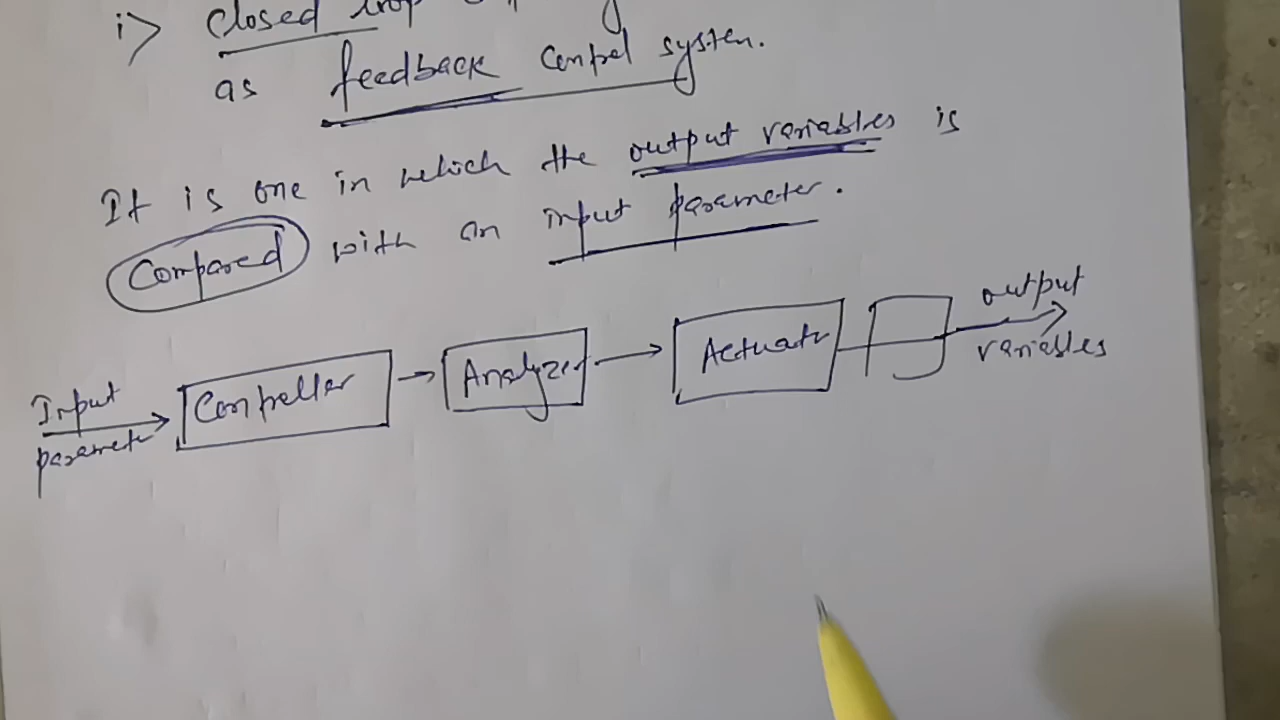 i> closed
as feedback Control system.
It is one in which the output variables is
Compared with an input parameter.
output
variables
Input
parameter
Controller
Analyzer
Actuator